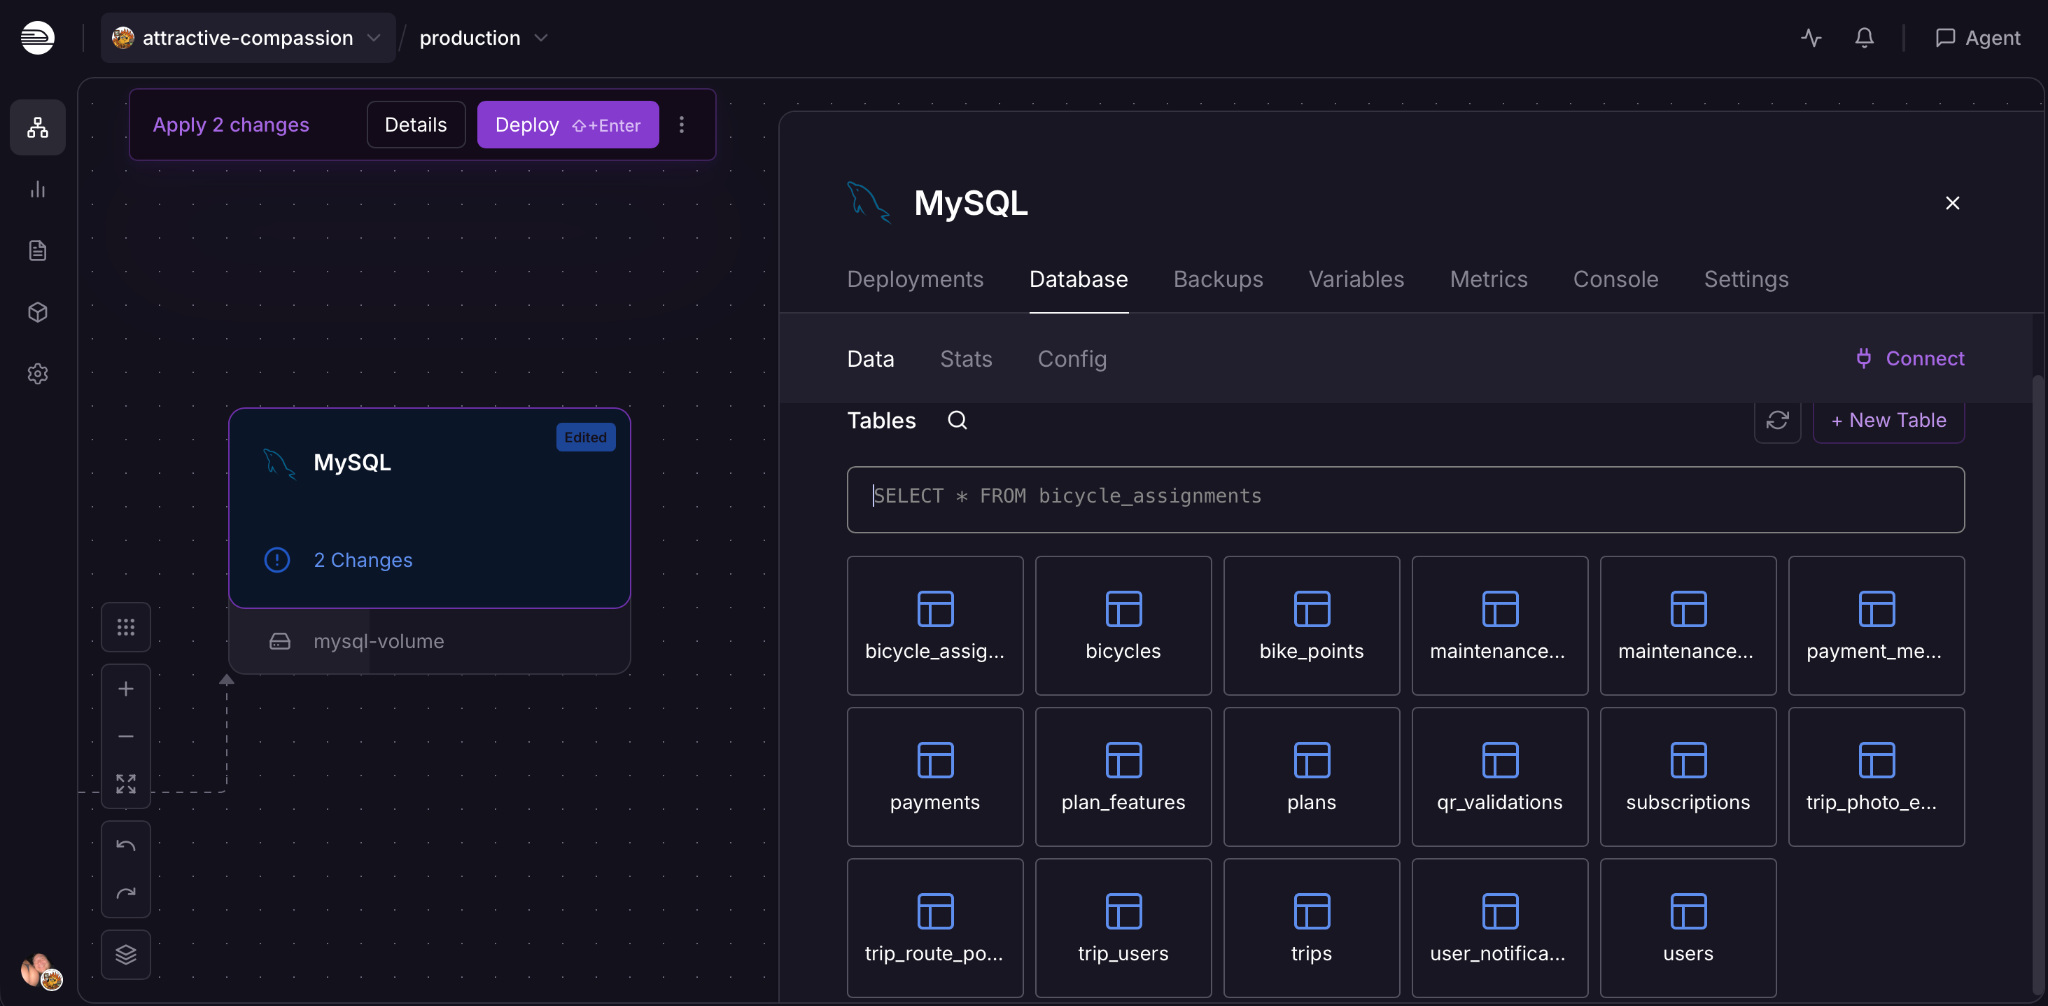 attractive-compassion / production
Agent
Apply 2 changes
Details
Deploy ⇧+Enter
MySQL
Deployments Database Backups Variables Metrics Console Settings
Data Stats Config
Connect
Tables
+ New Table
SELECT * FROM bicycle_assignments
bicycle_assig... bicycles bike_points maintenance... maintenance... payment_me...
payments plan_features plans qr_validations subscriptions trip_photo_e...
trip_route_po... trip_users trips user_notifica... users
Edited
MySQL
2 Changes
mysql-volume